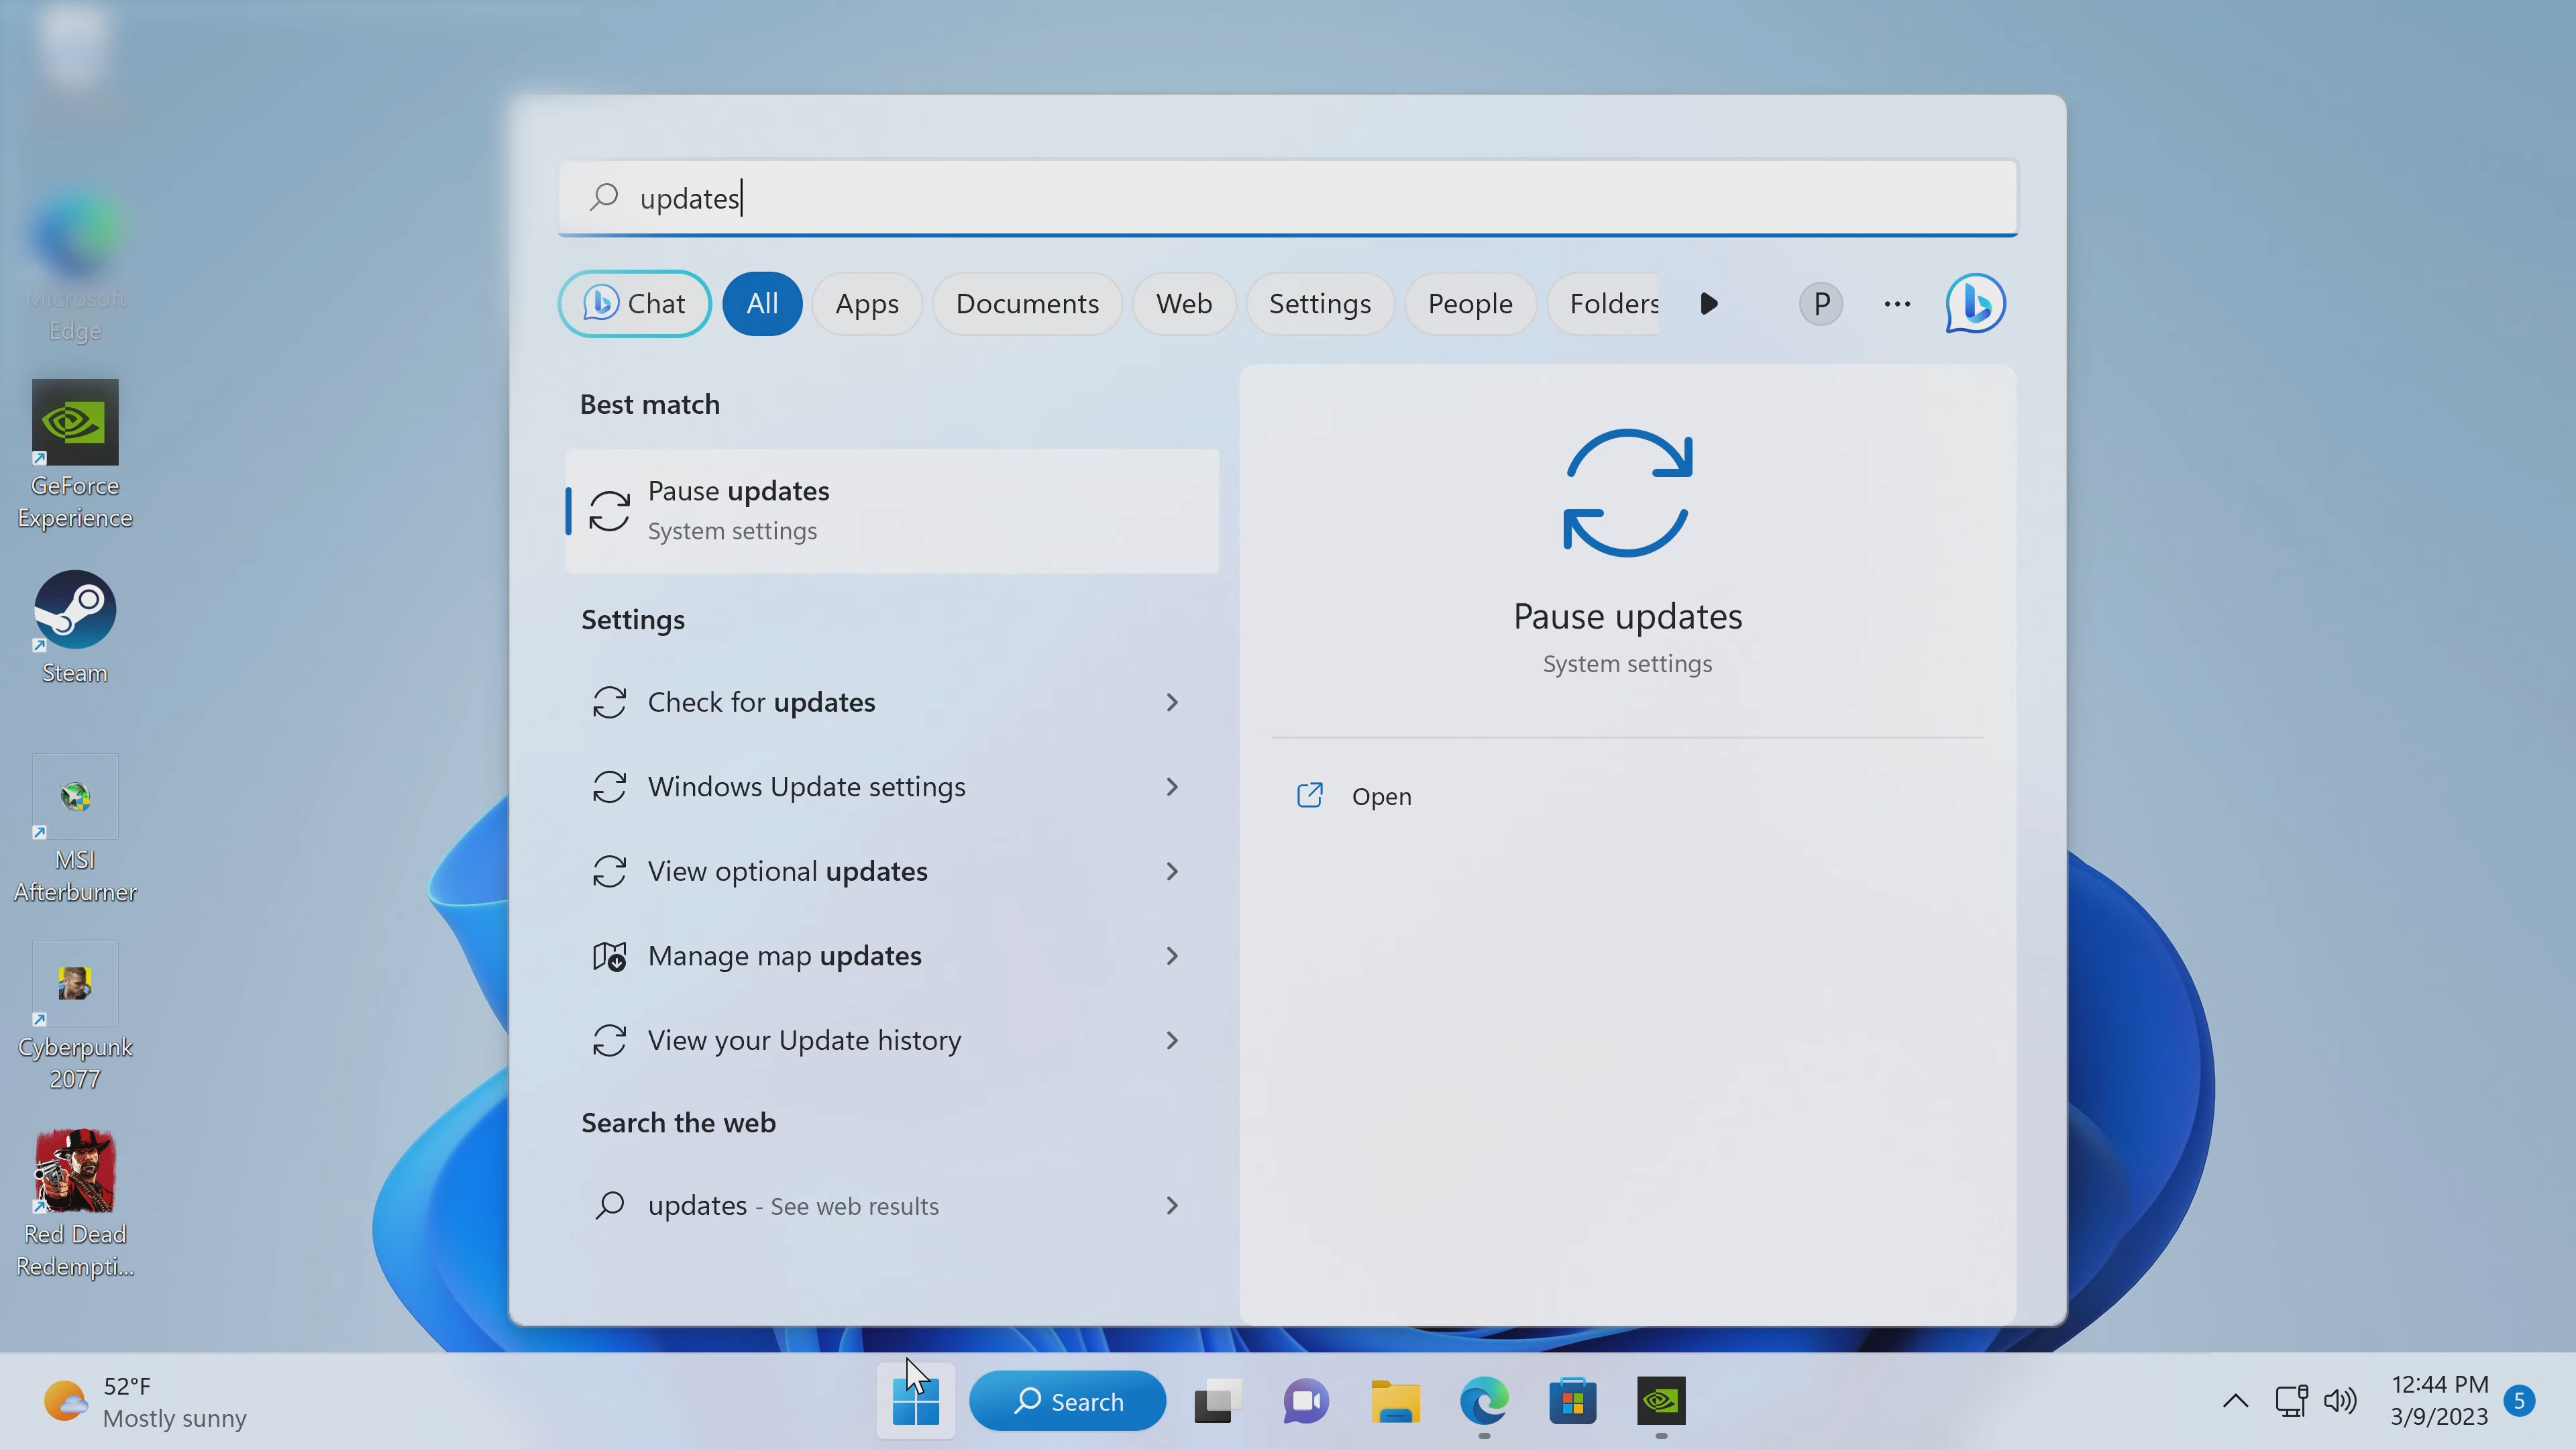 updates
Chat
All
Apps
Documents
Web
Settings
People
Folders
P
Best match
Pause updates
System settings
Settings
Check for updates
Windows Update settings
View optional updates
Manage map updates
View your Update history
Search the web
updates - See web results
Pause updates
System settings
Open
Microsoft
Edge
GeForce
Experience
Steam
MSI
Afterburner
Cyberpunk
2077
Red Dead
Redempti...
52°F
Mostly sunny
Search
12:44 PM
3/9/2023
5